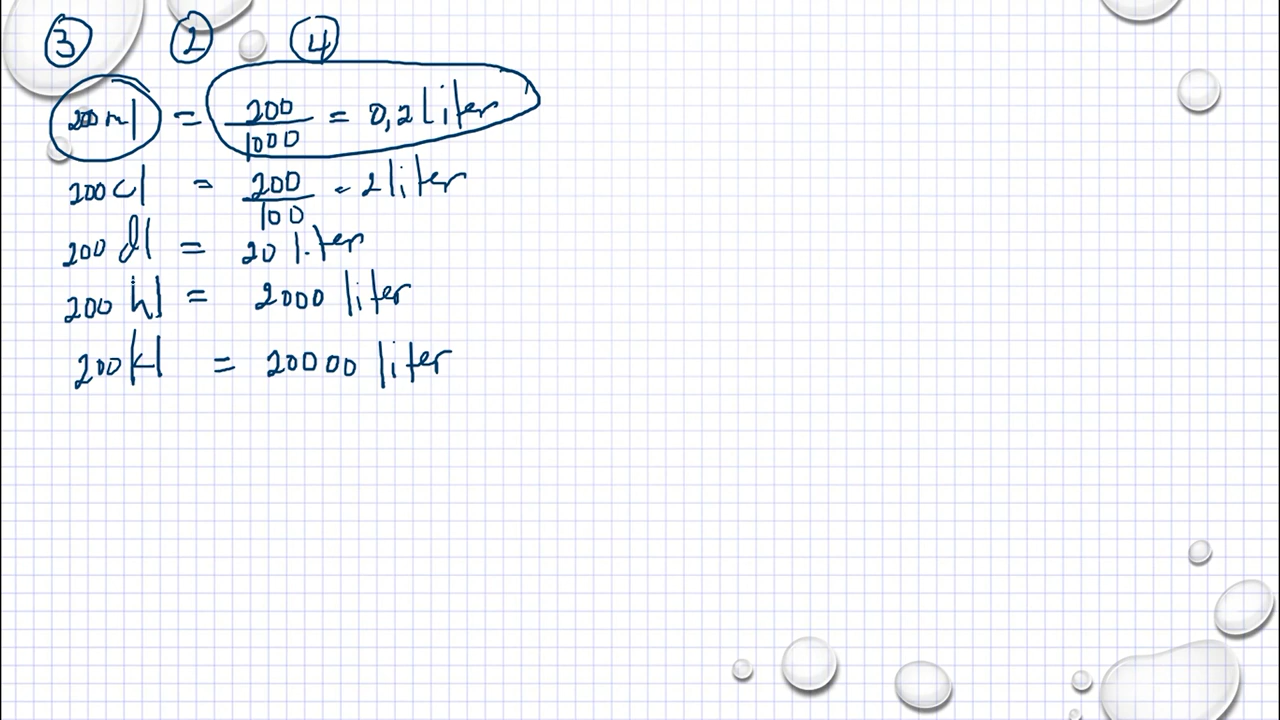 3 2 4
200 ml = 200/1000 = 0,2 liter
200 cl = 200/100 = 2 liter
200 dl = 20 liter
200 hl = 2000 liter
200 kl = 20000 liter